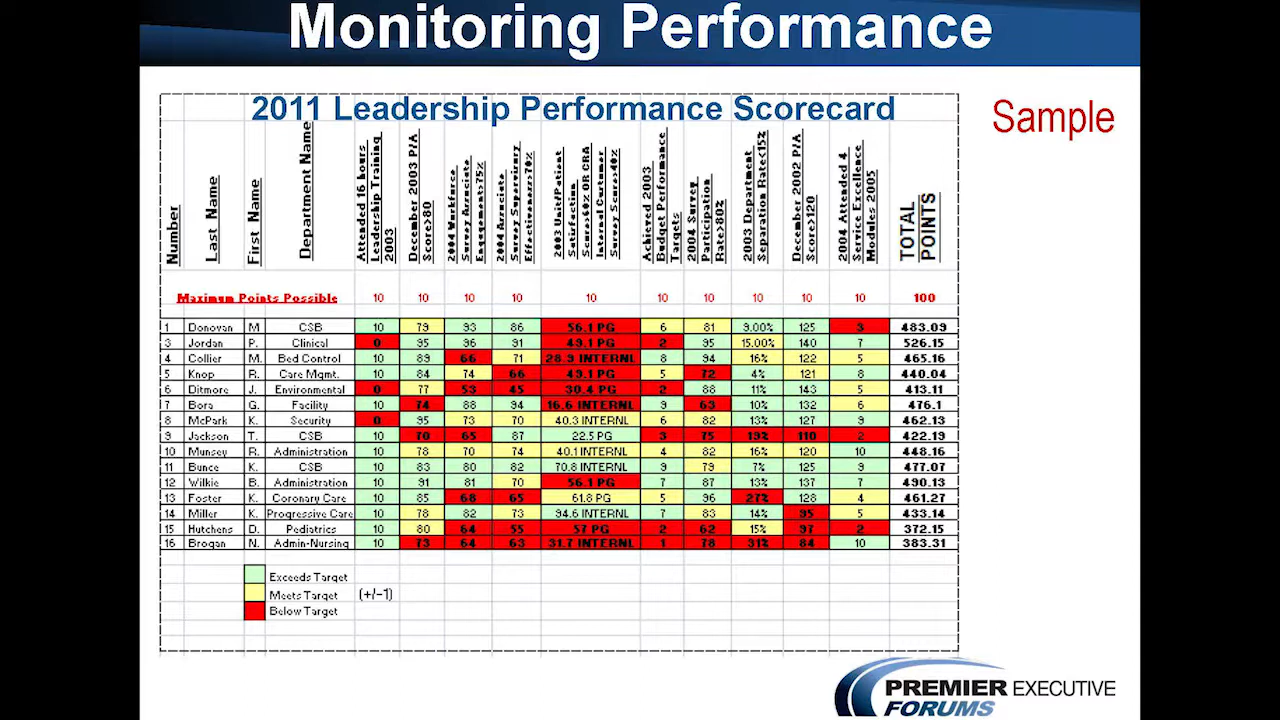 Monitoring Performance
2011 Leadership Performance Scorecard
Sample
Number
Last Name
First Name
Department Name
Attended 16 hours
Leadership Training
2003
December 2003 P/A
Score>80
2004 Workforce
Survey Associate
Engagement>75%
2004 Associate
Survey Supervisory
Effectiveness>70%
2003 Unit/Patient
Satisfaction
Score>60% OR CRA
Internal Customer
Survey Score>40%
Achieved 2003
Budget Performance
Targets
2004 Survey
Participation
Rate>80%
2003 Department
Separation Rate<15%
December 2002 P/A
Score>120
2004 Attended 4
Service Excellence
Modules 2005
TOTAL
POINTS
Maximum Points Possible 10 10 10 10 10 10 10 10 10 10 100
1 Donovan M CSB 10 79 93 86 56.1 PG 6 81 9.00% 125 3 483.09
3 Jordan P. Clinical 0 95 96 91 49.1 PG 2 95 15.00% 140 7 526.15
4 Collier M. Bed Control 10 89 66 71 28.9 INTERNL 8 94 16% 122 5 465.16
5 Knop R. Care Mgmt. 10 84 74 66 49.1 PG 5 72 4% 121 8 440.04
6 Ditmore J. Environmental 0 77 53 45 30.4 PG 2 88 11% 143 5 413.11
7 Bora G. Facility 10 74 88 94 16.6 INTERNL 9 63 10% 132 6 476.1
8 McPark K. Security 0 95 73 70 40.3 INTERNL 6 82 13% 127 9 462.13
9 Jackson T. CSB 10 70 65 87 22.5 PG 3 75 19% 110 2 422.19
10 Munsey R. Administration 10 78 70 74 40.1 INTERNL 4 82 16% 120 10 448.16
11 Bunce K. CSB 10 83 80 82 70.8 INTERNL 9 79 7% 125 9 477.07
12 Wilkie B. Administration 10 91 81 70 56.1 PG 7 87 13% 137 7 490.13
13 Foster K. Coronary Care 10 85 68 65 61.8 PG 5 96 27% 128 4 461.27
14 Miller K. Progressive Care 10 78 82 73 94.6 INTERNL 7 83 14% 95 5 433.14
15 Hutchens D. Pediatrics 10 80 64 55 57 PG 2 62 15% 97 2 372.15
16 Brogan N. Admin-Nursing 10 73 64 63 31.7 INTERNL 1 78 31% 84 10 383.31
Exceeds Target
Meets Target (+/-1)
Below Target
PREMIER EXECUTIVE
FORUMS